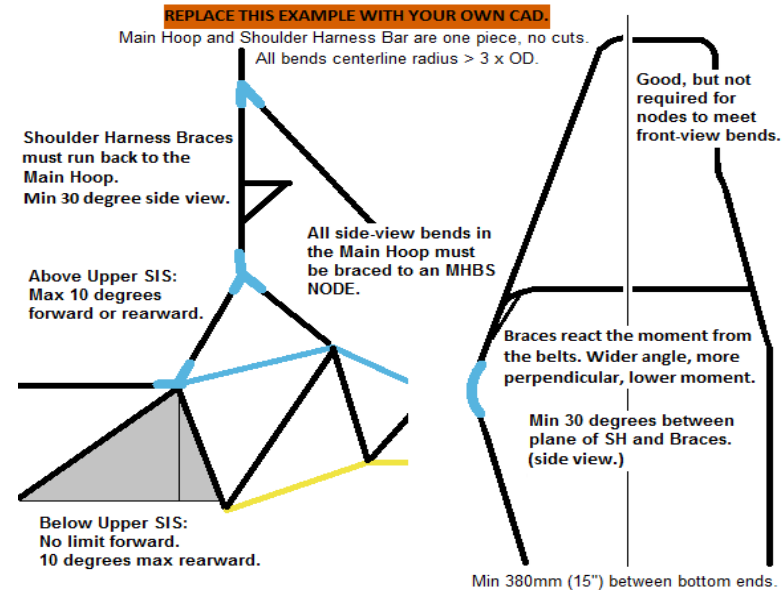 REPLACE THIS EXAMPLE WITH YOUR OWN CAD.
Main Hoop and Shoulder Harness Bar are one piece, no cuts.
All bends centerline radius > 3 x OD.
Good, but not
required for
nodes to meet
front-view bends.
Shoulder Harness Braces
must run back to the
Main Hoop.
Min 30 degree side view.
All side-view bends in
the Main Hoop must
be braced to an MHBS
NODE.
Above Upper SIS:
Max 10 degrees
forward or rearward.
Braces react the moment from
the belts. Wider angle, more
perpendicular, lower moment.
Min 30 degrees between
plane of SH and Braces.
(side view.)
Below Upper SIS:
No limit forward.
10 degrees max rearward.
Min 380mm (15") between bottom ends.